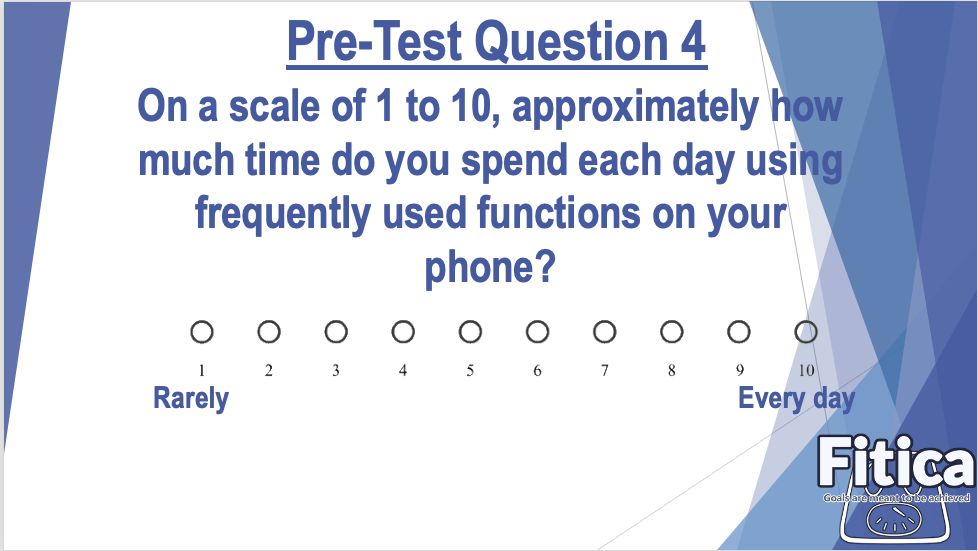 Pre-Test Question 4
On a scale of 1 to 10, approximately how
much time do you spend each day using
frequently used functions on your
phone?
1 2 3 4 5 6 7 8 9 10
Rarely Every day
Fitica
Goals are meant to be achieved